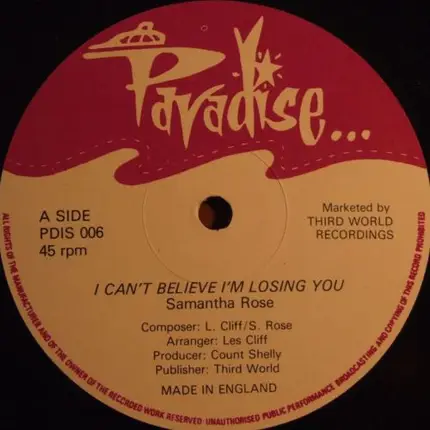 Paradise...
A SIDE
PDIS 006
45 rpm
Marketed by
THIRD WORLD
RECORDINGS
I CAN'T BELIEVE I'M LOSING YOU
Samantha Rose
Composer: L. Cliff/S. Rose
Arranger: Les Cliff
Producer: Count Shelly
Publisher: Third World
MADE IN ENGLAND
ALL RIGHTS OF THE MANUFACTURER AND OF THE OWNER OF THE RECORDED WORK RESERVED UNAUTHORISED PUBLIC PERFORMANCE BROADCASTING AND COPYING OF THIS RECORD PROHIBITED